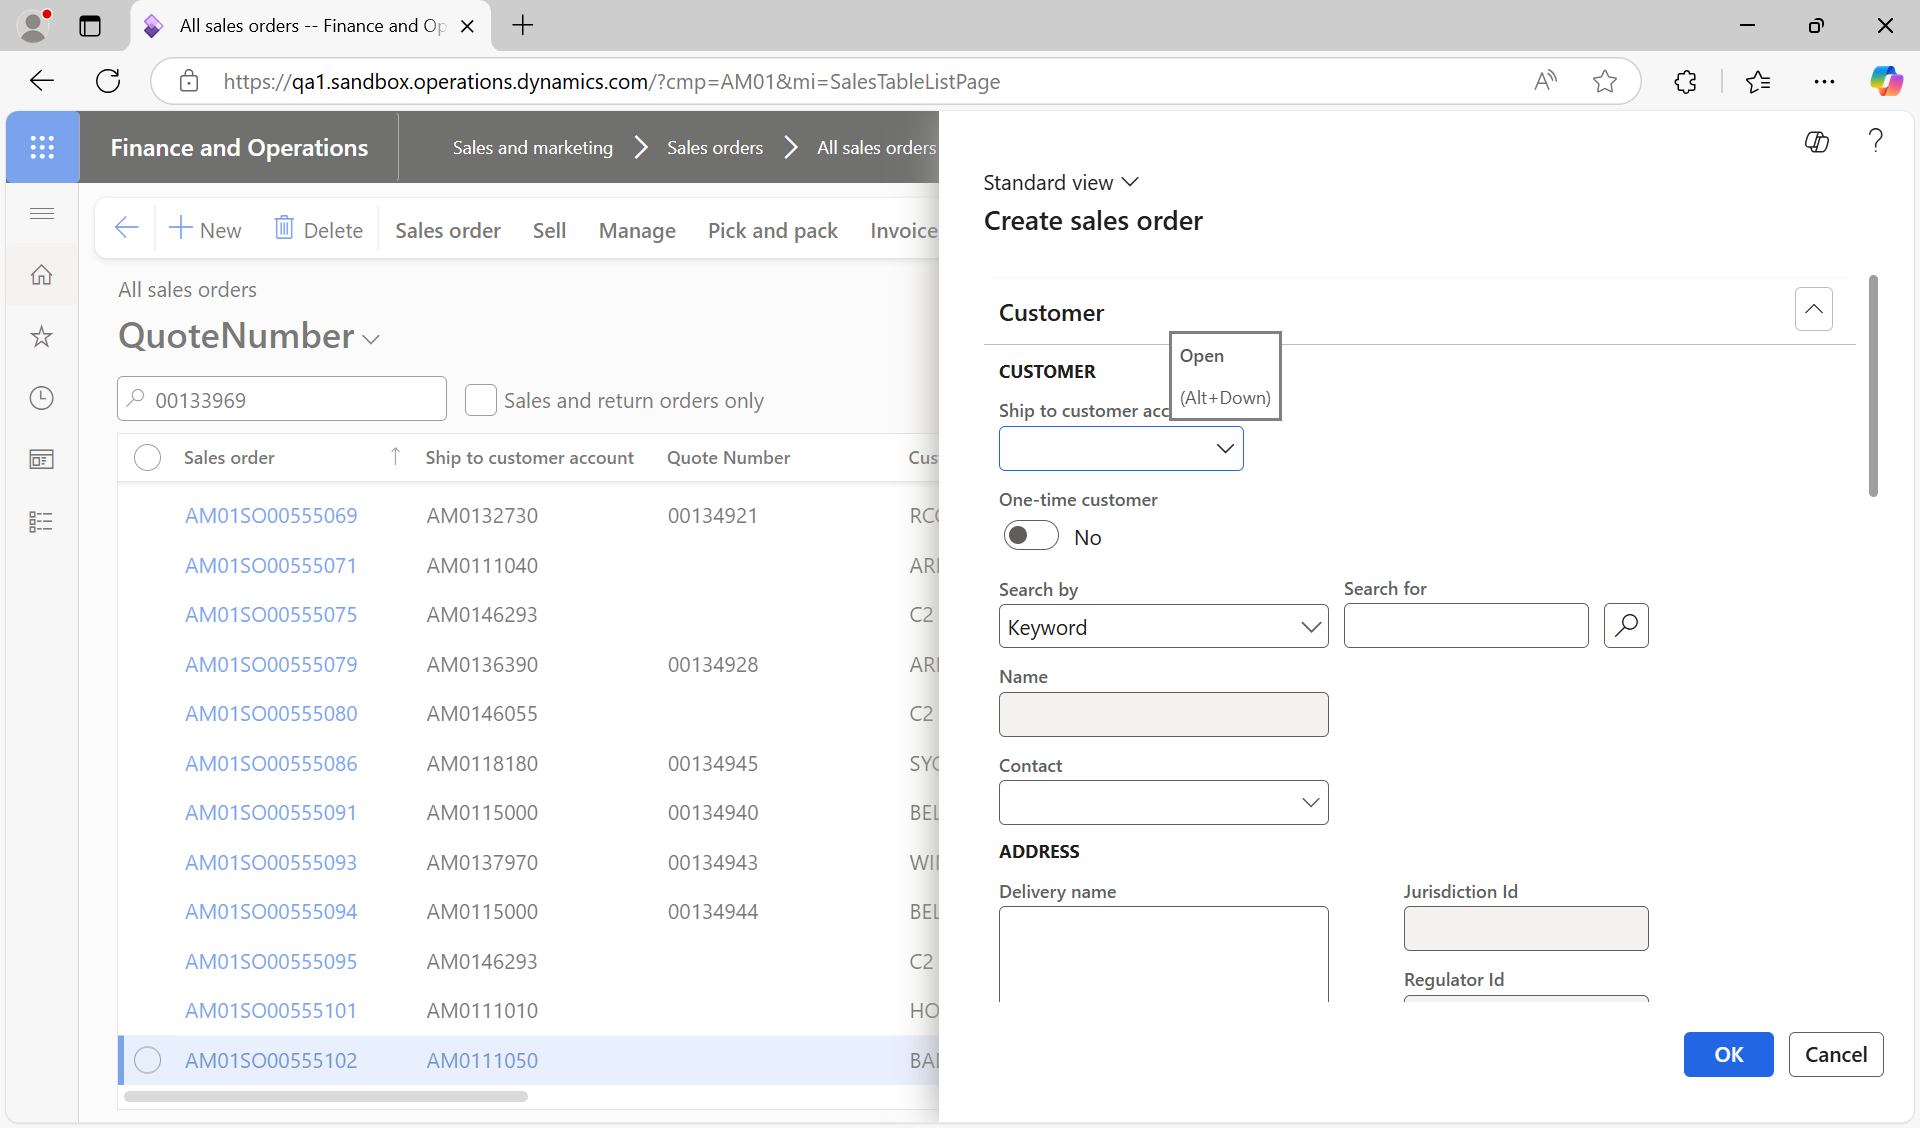 All sales orders -- Finance and Op
https://qa1.sandbox.operations.dynamics.com/?cmp=AM01&mi=SalesTableListPage
Finance and Operations
Sales and marketing
Sales orders
All sales orders
New
Delete
Sales order
Sell
Manage
Pick and pack
Invoice
All sales orders
QuoteNumber
00133969
Sales and return orders only
Sales order Ship to customer account Quote Number Cus
AM01SO00555069 AM0132730 00134921 RCO
AM01SO00555071 AM0111040 ARI
AM01SO00555075 AM0146293 C2
AM01SO00555079 AM0136390 00134928 ARI
AM01SO00555080 AM0146055 C2
AM01SO00555086 AM0118180 00134945 SYC
AM01SO00555091 AM0115000 00134940 BEL
AM01SO00555093 AM0137970 00134943 WII
AM01SO00555094 AM0115000 00134944 BEL
AM01SO00555095 AM0146293 C2
AM01SO00555101 AM0111010 HO
AM01SO00555102 AM0111050 BAI
Standard view
Create sales order
Customer
Open
(Alt+Down)
CUSTOMER
Ship to customer acc
One-time customer
No
Search by Search for
Keyword
Name
Contact
ADDRESS
Delivery name Jurisdiction Id
Regulator Id
OK Cancel